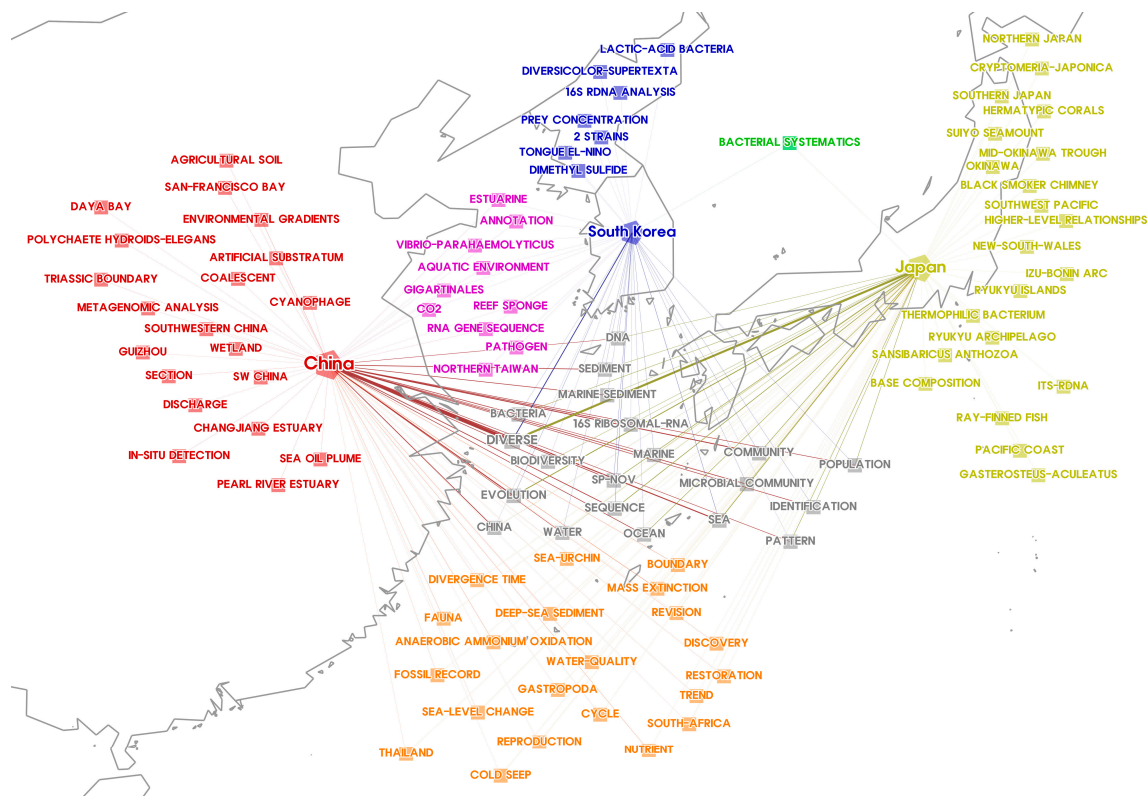 NORTHERN JAPAN
LACTIC-ACID BACTERIA
CRYPTOMERIA-JAPONICA
DIVERSICOLOR-SUPERTEXTA
16S RDNA ANALYSIS
SOUTHERN JAPAN
HERMATYPIC CORALS
PREY CONCENTRATION
SUIYO SEAMOUNT
2 STRAINS
BACTERIAL SYSTEMATICS
TONGUE EL-NINO
MID-OKINAWA TROUGH
AGRICULTURAL SOIL
OKINAWA
DIMETHYL SULFIDE
BLACK SMOKER CHIMNEY
SAN-FRANCISCO BAY
ESTUARINE
SOUTHWEST PACIFIC
DAYA BAY
ENVIRONMENTAL GRADIENTS
ANNOTATION
HIGHER-LEVEL RELATIONSHIPS
South Korea
POLYCHAETE HYDROIDS-ELEGANS
VIBRIO-PARAHAEMOLYTICUS
NEW-SOUTH-WALES
ARTIFICIAL SUBSTRATUM
AQUATIC ENVIRONMENT
Japan
IZU-BONIN ARC
TRIASSIC BOUNDARY
COALESCENT
GIGARTINALES
RYUKYU ISLANDS
CYANOPHAGE
METAGENOMIC ANALYSIS
CO2
REEF SPONGE
THERMOPHILIC BACTERIUM
SOUTHWESTERN CHINA
RNA GENE SEQUENCE
DNA
RYUKYU ARCHIPELAGO
GUIZHOU
WETLAND
PATHOGEN
SANSIBARICUS ANTHOZOA
China
SECTION
SW CHINA
NORTHERN TAIWAN
SEDIMENT
BASE COMPOSITION
ITS-RDNA
MARINE SEDIMENT
DISCHARGE
BACTERIA
RAY-FINNED FISH
CHANGJIANG ESTUARY
16S RIBOSOMAL-RNA
DIVERSE
PACIFIC COAST
IN-SITU DETECTION
SEA OIL PLUME
BIODIVERSITY
MARINE
COMMUNITY
POPULATION
GASTEROSTEUS-ACULEATUS
PEARL RIVER ESTUARY
SP-NOV
MICROBIAL COMMUNITY
EVOLUTION
SEQUENCE
IDENTIFICATION
CHINA
WATER
OCEAN
SEA
PATTERN
SEA-URCHIN
BOUNDARY
DIVERGENCE TIME
MASS EXTINCTION
FAUNA
DEEP-SEA SEDIMENT
REVISION
ANAEROBIC AMMONIUM OXIDATION
DISCOVERY
WATER-QUALITY
FOSSIL RECORD
RESTORATION
GASTROPODA
TREND
SEA-LEVEL CHANGE
CYCLE
SOUTH-AFRICA
REPRODUCTION
THAILAND
NUTRIENT
COLD SEEP